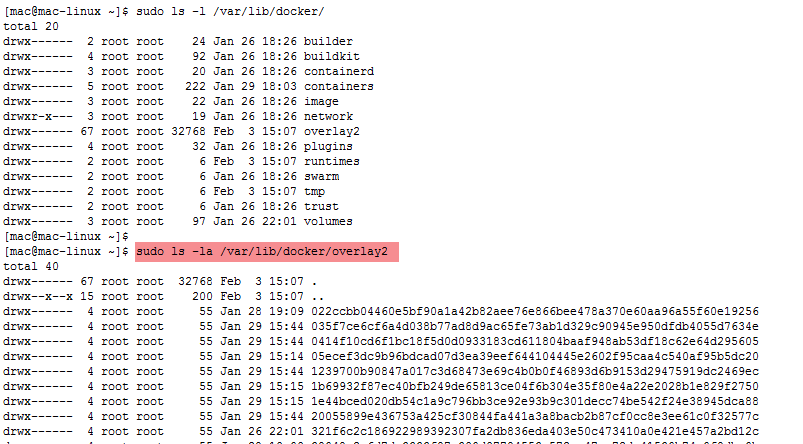 [mac@mac-linux ~]$ sudo ls -l /var/lib/docker/
total 20
drwx------ 2 root root 24 Jan 26 18:26 builder
drwx------ 4 root root 92 Jan 26 18:26 buildkit
drwx------ 3 root root 20 Jan 26 18:26 containerd
drwx------ 5 root root 222 Jan 29 18:03 containers
drwx------ 3 root root 22 Jan 26 18:26 image
drwxr-x--- 3 root root 19 Jan 26 18:26 network
drwx------ 67 root root 32768 Feb 3 15:07 overlay2
drwx------ 4 root root 32 Jan 26 18:26 plugins
drwx------ 2 root root 6 Feb 3 15:07 runtimes
drwx------ 2 root root 6 Jan 26 18:26 swarm
drwx------ 2 root root 6 Feb 3 15:07 tmp
drwx------ 2 root root 6 Jan 26 18:26 trust
drwx------ 3 root root 97 Jan 26 22:01 volumes
[mac@mac-linux ~]$
[mac@mac-linux ~]$ sudo ls -la /var/lib/docker/overlay2
total 40
drwx------ 67 root root 32768 Feb 3 15:07 .
drwx--x--x 15 root root 200 Feb 3 15:07 ..
drwx------ 4 root root 55 Jan 28 19:09 022ccbb04460e5bf90a1a42b82aee76e866bee478a370e60aa96a55f60e19256
drwx------ 4 root root 55 Jan 29 15:44 035f7ce6cf6a4d038b77ad8d9ac65fe73ab1d329c90945e950dfdb4055d7634e
drwx------ 4 root root 55 Jan 29 15:44 0414f10cd6f1bc18f5d0d0933183cd611804baaf948ab53df18c62e64d295605
drwx------ 4 root root 55 Jan 29 15:14 05ecef3dc9b96bdcad07d3ea39eef644104445e2602f95caa4c540af95b5dc20
drwx------ 4 root root 55 Jan 29 15:44 1239700b90847a017c3d68473e69c4b0b0f46893d6b9153d29475919dc2469ec
drwx------ 4 root root 55 Jan 29 15:15 1b69932f87ec40bfb249de65813ce04f6b304e35f80e4a22e2028b1e829f2750
drwx------ 4 root root 55 Jan 29 15:15 1e44bced020db54c1a9c796bb3ce92e93b9c301decc74be542f24e38945dca88
drwx------ 4 root root 55 Jan 29 15:44 20055899e436753a425cf30844fa441a3a8bacb2b87cf0cc8e3ee61c0f32577c
drwx------ 4 root root 55 Jan 26 22:01 321f6c2c186922989392307fa2db836eda403e50c473410a0e421e457a2bd12c